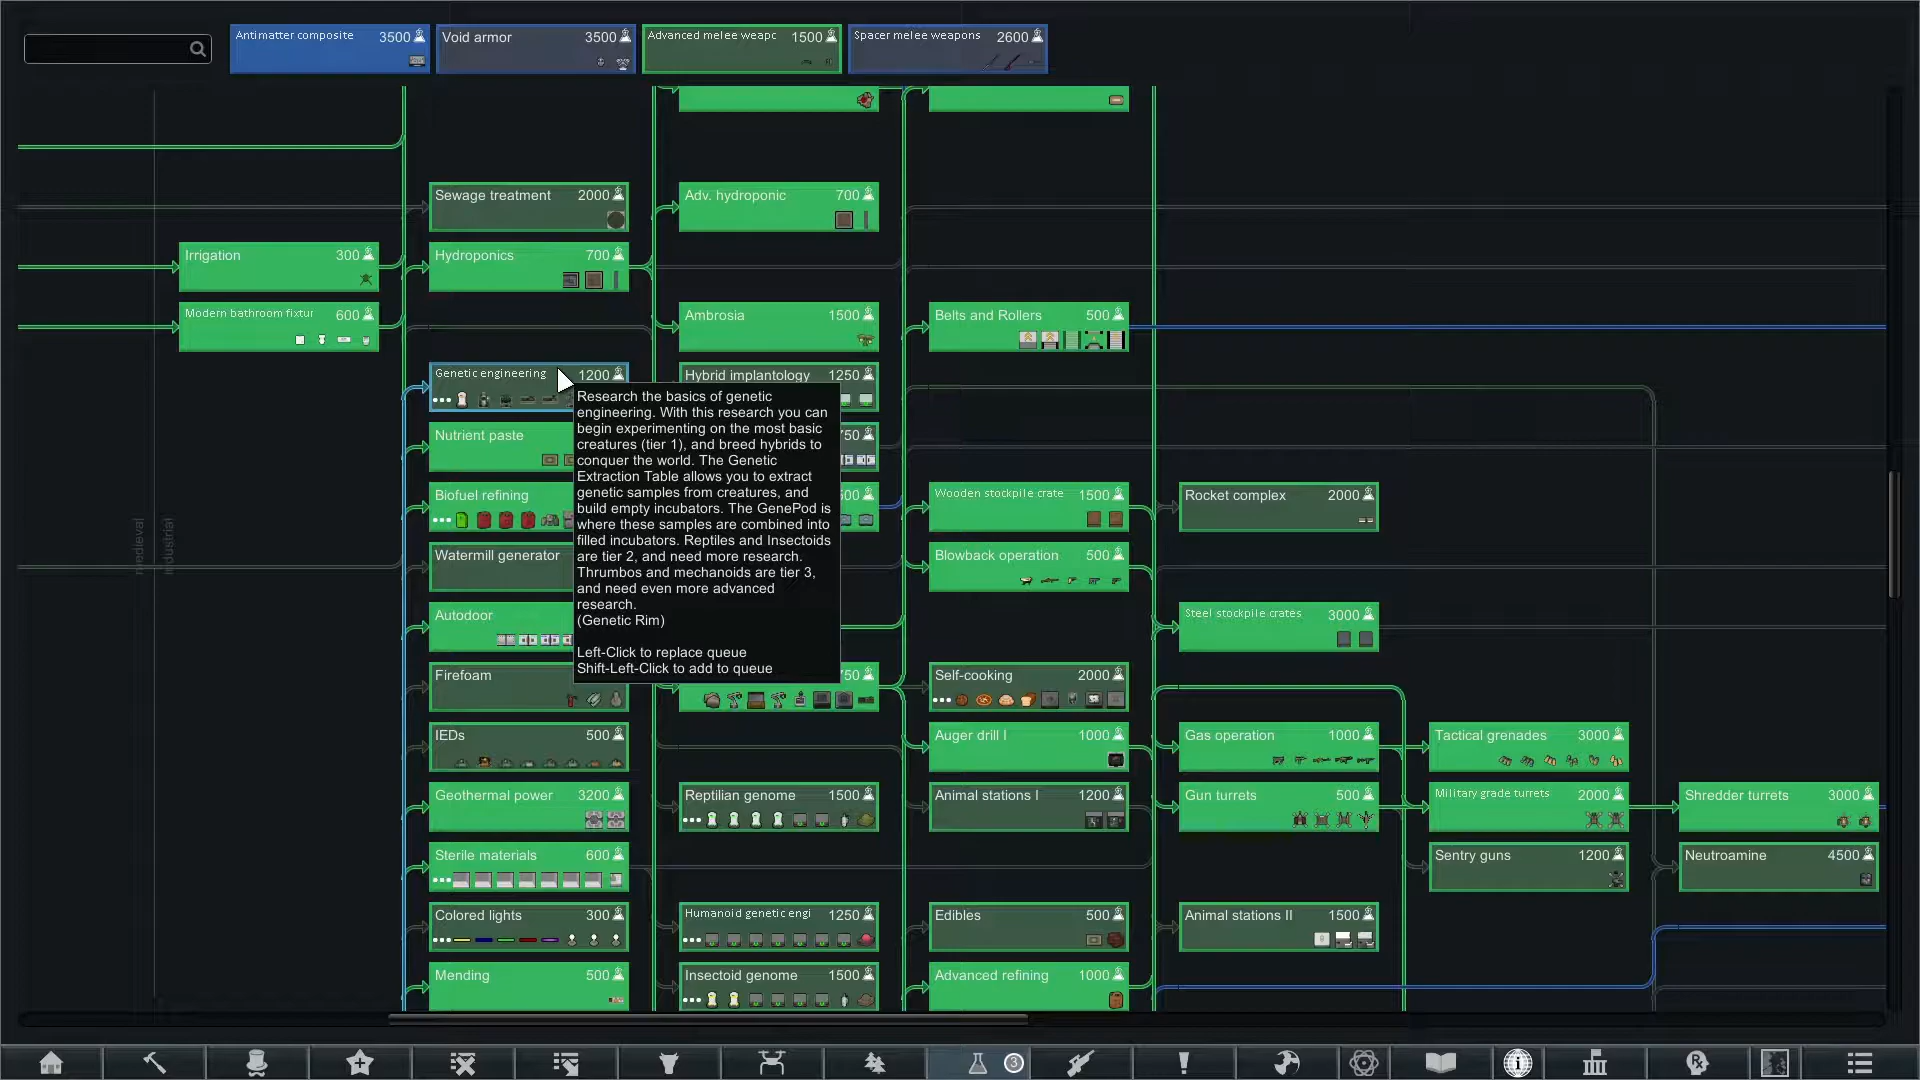 Antimatter composite 3500
Void armor 3500
Advanced melee weapc 1500
Spacer melee weapons 2600
Sewage treatment 2000
Adv. hydroponic 700
Irrigation 300
Hydroponics 700
Modern bathroom fixtur 600
Ambrosia 1500
Belts and Rollers 500
Genetic engineering 1200
Hybrid implantology 1250
Research the basics of genetic
engineering. With this research you can
begin experimenting on the most basic
creatures (tier 1), and breed hybrids to
conquer the world. The Genetic
Extraction Table allows you to extract
genetic samples from creatures, and
build empty incubators. The GenePod is
where these samples are combined into
filled incubators. Reptiles and Insectoids
are tier 2, and need more research.
Thrumbos and mechanoids are tier 3,
and need even more advanced
research.
(Genetic Rim)
Left-Click to replace queue
Shift-Left-Click to add to queue
Nutrient paste
Biofuel refining
Wooden stockpile crate 1500
Rocket complex 2000
medieval
industrial
Watermill generator
Blowback operation 500
Autodoor
Steel stockpile crates 3000
Firefoam
Self-cooking 2000
IEDs 500
Auger drill I 1000
Gas operation 1000
Tactical grenades 3000
Geothermal power 3200
Reptilian genome 1500
Animal stations I 1200
Gun turrets 500
Military grade turrets 2000
Shredder turrets 3000
Sterile materials 600
Sentry guns 1200
Neutroamine 4500
Colored lights 300
Humanoid genetic engi 1250
Edibles 500
Animal stations II 1500
Mending 500
Insectoid genome 1500
Advanced refining 1000
3